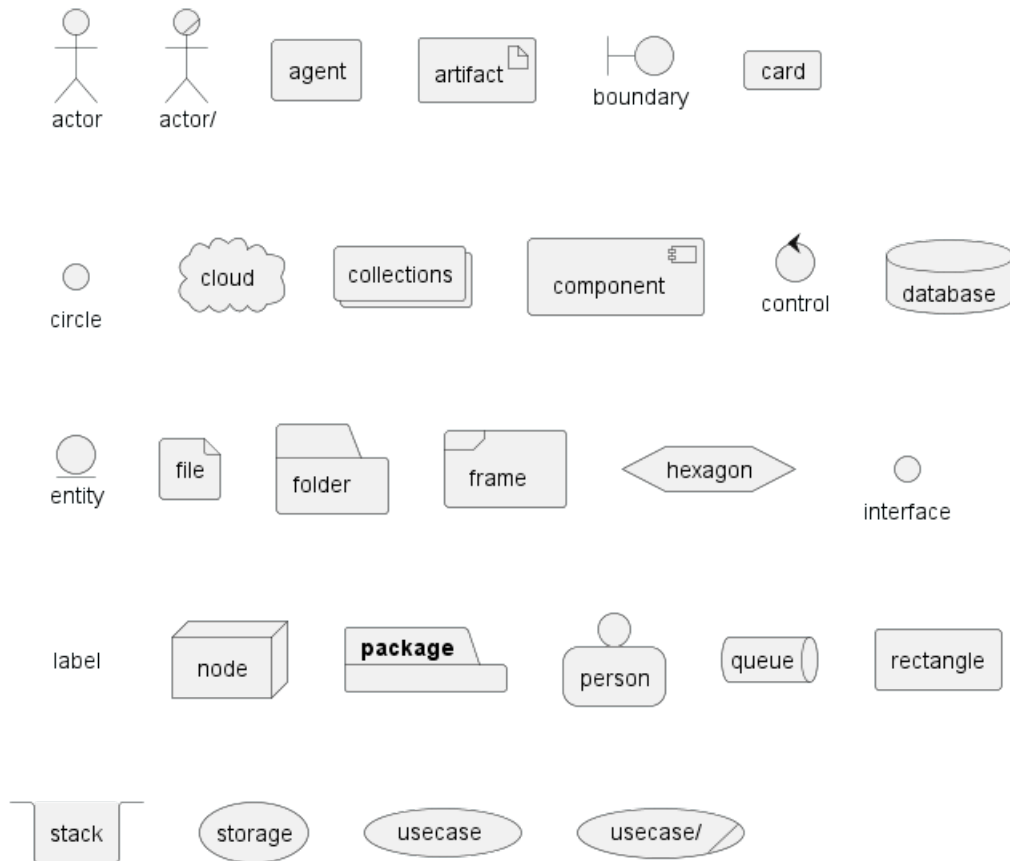 actor actor/ agent artifact boundary card
circle cloud collections component control database
entity file folder frame hexagon interface
label node package person queue rectangle
stack storage usecase usecase/